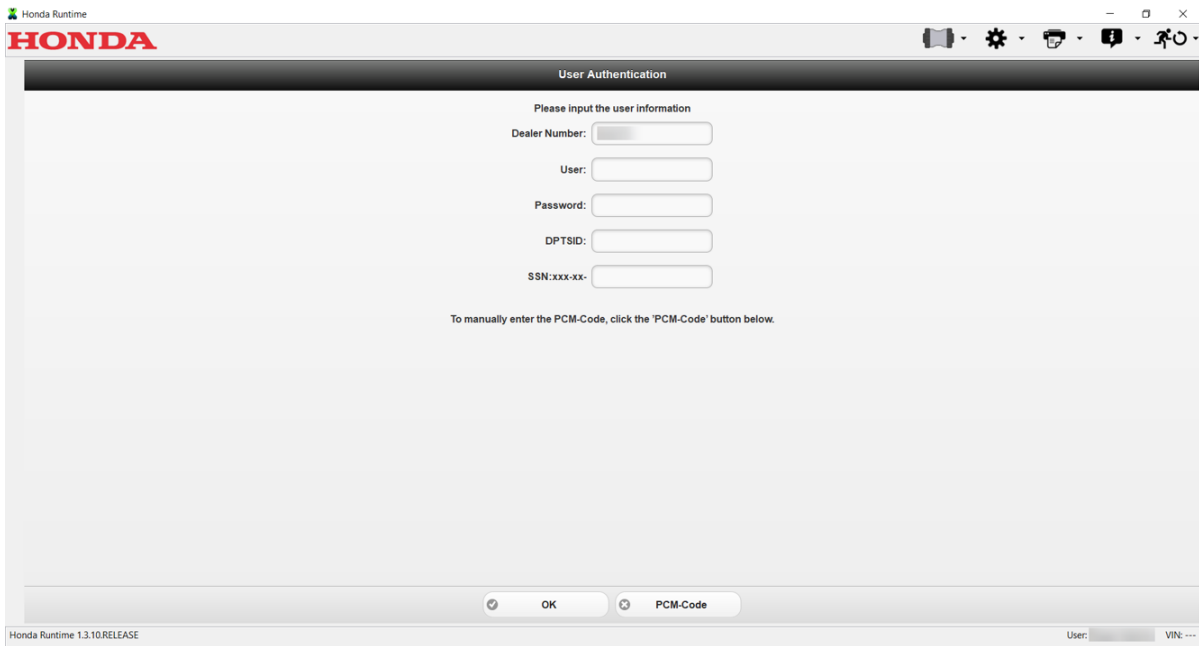 Honda Runtime
HONDA
User Authentication
Please input the user information
Dealer Number:
User:
Password:
DPTSID:
SSN:xxx-xx-
To manually enter the PCM-Code, click the 'PCM-Code' button below.
OK PCM-Code
Honda Runtime 1.3.10.RELEASE User: VIN: ---